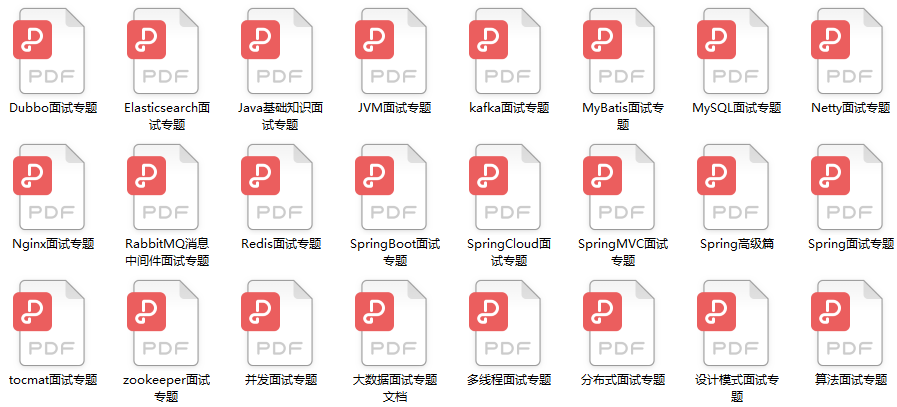 PDF PDF PDF PDF PDF PDF PDF PDF
Dubbo面试专题 Elasticsearch面 Java基础知识面 JVM面试专题 kafka面试专题 MyBatis面试专 MySQL面试专题 Netty面试专题
试专题 试专题 题
PDF PDF PDF PDF PDF PDF PDF PDF
Nginx面试专题 RabbitMQ消息 Redis面试专题 SpringBoot面试 SpringCloud面 SpringMVC面试 Spring高级篇 Spring面试专题
中间件面试专题 专题 试专题 专题
PDF PDF PDF PDF PDF PDF PDF PDF
tocmat面试专题 zookeeper面试 并发面试专题 大数据面试专题 多线程面试专题 分布式面试专题 设计模式面试专 算法面试专题
专题 文档 题